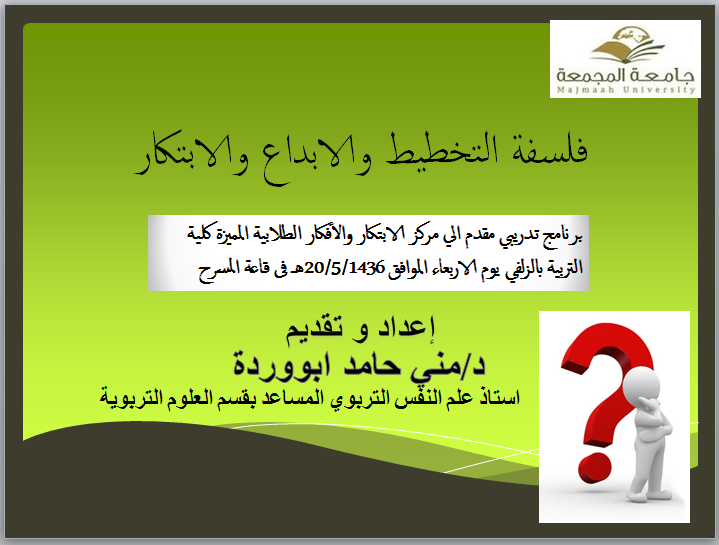 جامعة المجمعة
Majmaah University
فلسفة التخطيط والابداع والابتكار
برنامج تدريبي مقدم الي مركز الابتكار والأفكار الطلابية المميزة كلية
التربية بالزلفي يوم الاربعاء الموافق 20/5/1436هـ فى قاعة المسرح
إعداد و تقديم
د/مني حامد ابووردة
استاذ علم النفس التربوي المساعد بقسم العلوم التربوية